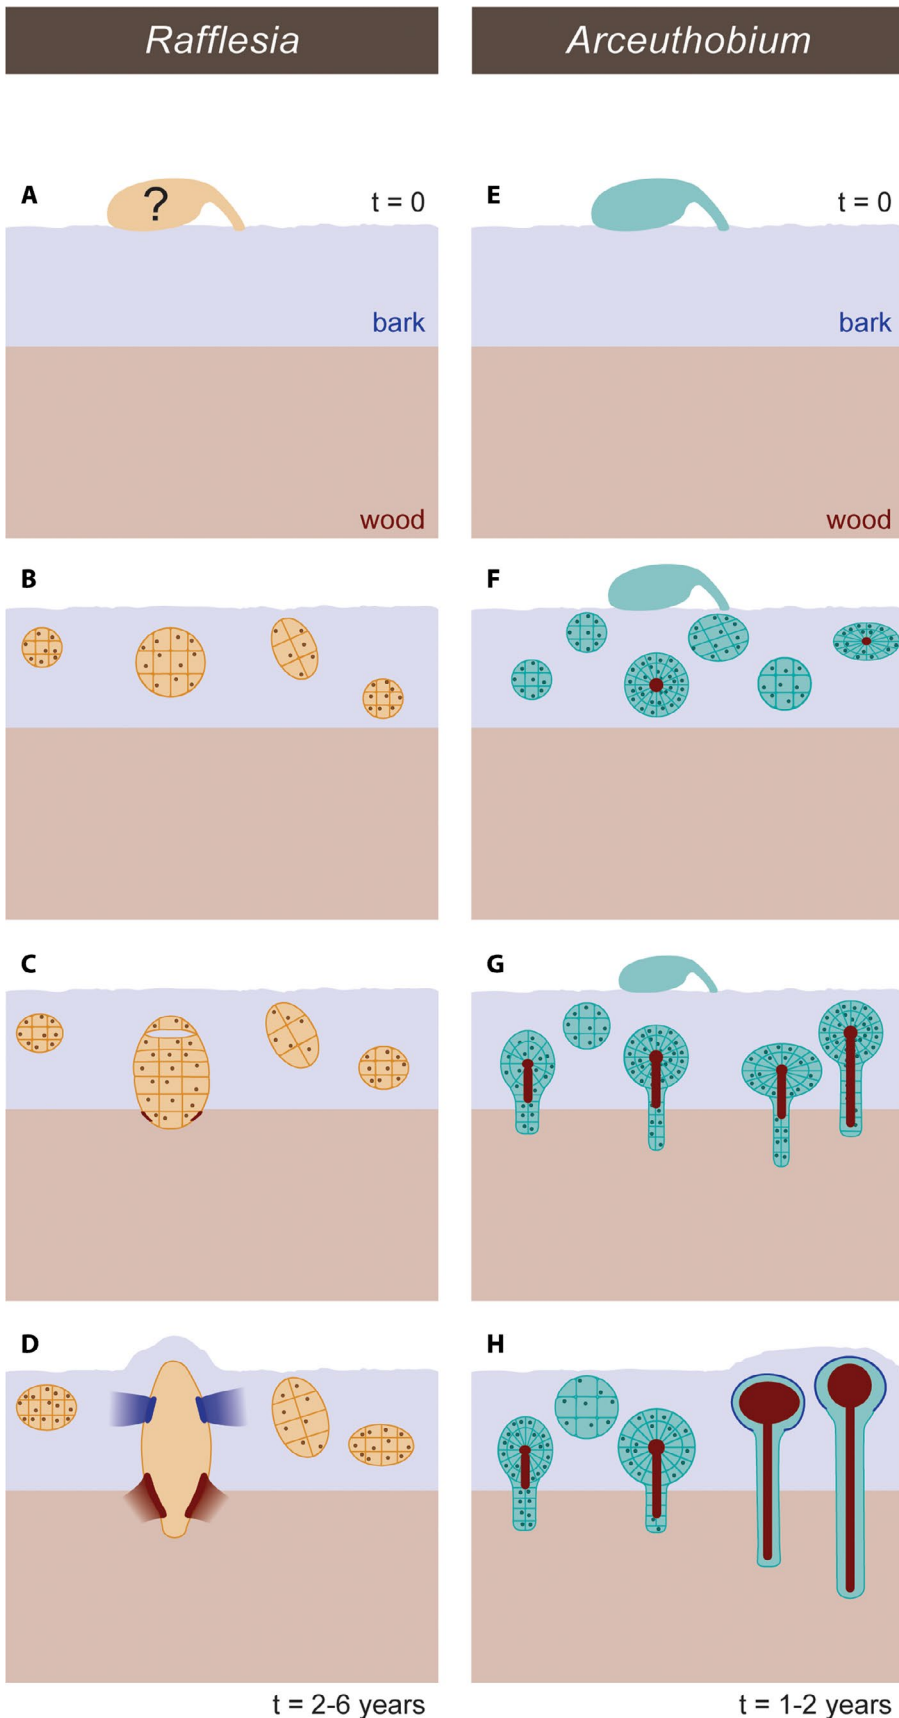 Rafflesia
Arceuthobium
A
?
t = 0
bark
wood
E
t = 0
bark
wood
B
F
C
G
D
H
t = 2-6 years
t = 1-2 years